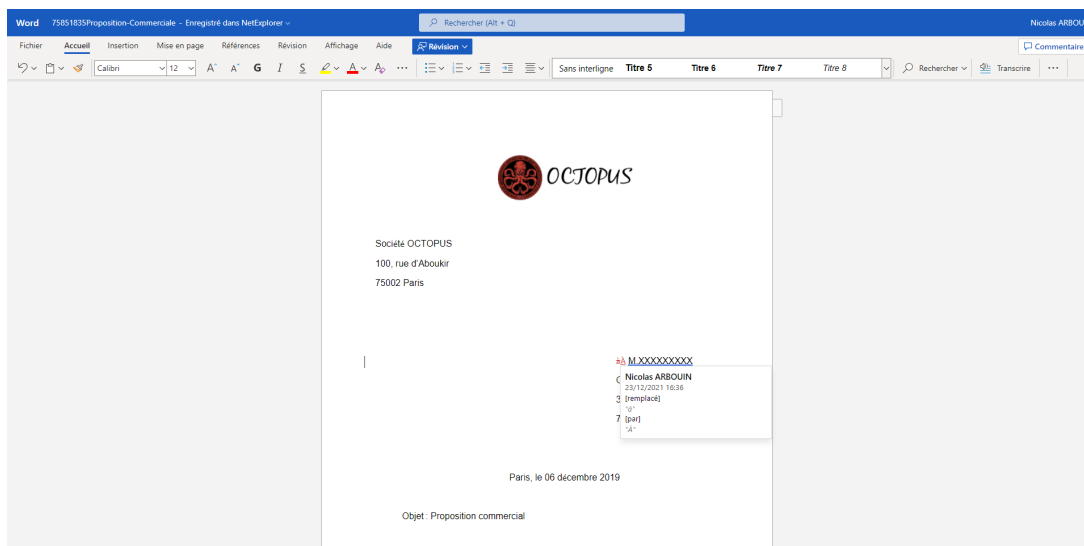 Word 75851835Proposition-Commerciale - Enregistré dans NetExplorer
Rechercher (Alt + Q)
Nicolas ARBOU
Fichier Accueil Insertion Mise en page Références Révision Affichage Aide Révision
Commentaire
Calibri 12 A A G I S A A Sans interligne Titre 5 Titre 6 Titre 7 Titre 8 Rechercher Transcrire
OCTOPUS
Société OCTOPUS
100, rue d'Aboukir
75002 Paris
àÀ M.XXXXXXXXX
Nicolas ARBOUIN
23/12/2021 16:36
[remplacé]
"à"
[par]
"À"
3
7
Paris, le 06 décembre 2019
Objet : Proposition commercial